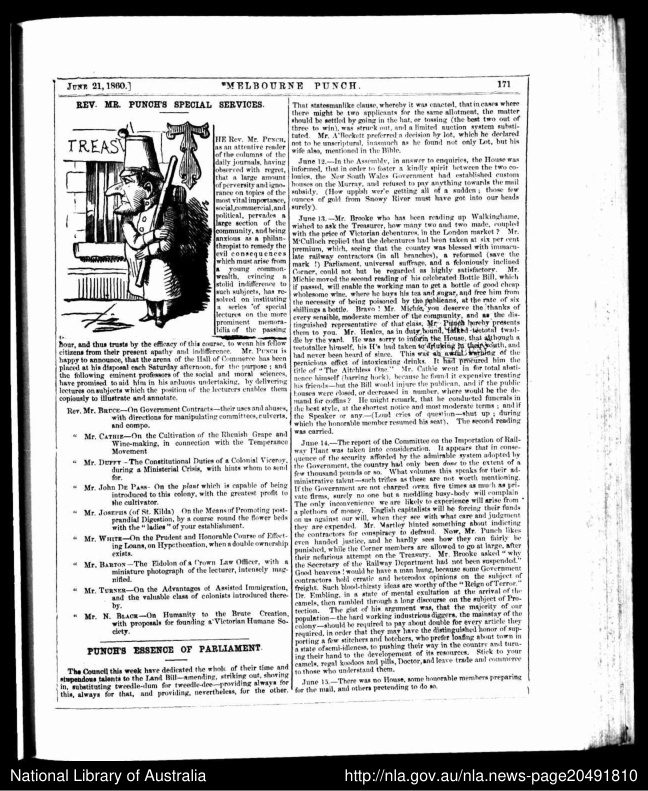 JUNE 21, 1860.]
MELBOURNE PUNCH.
171
REV. MR. PUNCH'S SPECIAL SERVICES.
TREAS
HE Rev. Mr. PUNCH,
as an attentive reader
of the columns of the
daily journals, having
observed with regret,
that a large amount
of perversity and igno-
rance on topics of the
most vital importance,
social, commercial, and
political, pervades a
large section of the
community, and being
anxious as a philan-
thropist to remedy the
evil consequences
which must arise from
a young common-
wealth, evincing a
stolid indifference to
such subjects, has re-
solved on instituting
a series of special
lectures on the more
prominent memora-
bilia of the passing
hour, and thus trusts by the efficacy of this course, to wean his fellow
citizens from their present apathy and indifference. Mr. PUNCH is
happy to announce, that the arena of the Hall of Commerce has been
placed at his disposal each Saturday afternoon, for the purpose; and
the following eminent professors of the social and moral sciences,
have promised to aid him in his arduous undertaking, by delivering
lectures on subjects which the position of the lecturers enables them
copiously to illustrate and annotate.
Rev. Mr. BRUCE—On Government Contracts—their uses and abuses,
with directions for manipulating committees, culverts,
and compo.
" Mr. CATHIE—On the Cultivation of the Rhenish Grape and
Wine-making, in connection with the Temperance
Movement
" Mr. DUFFY—The Constitutional Duties of a Colonial Viceroy,
during a Ministerial Crisis, with hints whom to send
for.
" Mr. John DE PASS—On the plant which is capable of being
introduced to this colony, with the greatest profit to
the cultivator.
" Mr. JOSEPHS (of St. Kilda) On the Means of Promoting post-
prandial Digestion, by a course round the flower beds
with the "ladies" of your establishment.
" Mr. WHITE—On the Prudent and Honorable Course of Effect-
ing Loans, on Hypothecation, when a double ownership
exists.
" Mr. BARTON—The Eidolon of a Crown Law Officer, with a
miniature photograph of the lecturer, intensely mag-
nified.
" Mr. TURNER—On the Advantages of Assisted Immigration,
and the valuable class of colonists introduced there-
by.
" Mr. N. BLACK—On Humanity to the Brute Creation,
with proposals for founding a Victorian Humane So-
ciety.
PUNCH'S ESSENCE OF PARLIAMENT.
The Council this week have dedicated the whole of their time and
stupendous talents to the Land Bill—amending, striking out, shoving
in, substituting tweedle-dum for tweedle-dee—providing always for
this, always for that, and providing, nevertheless, for the other.
That statesmanlike clause, whereby it was enacted, that in cases where
there might be two applicants for the same allotment, the matter
should be settled by going in the hat, or tossing (the best two out of
three to win), was struck out, and a limited auction system substi-
tuted. Mr. A'Beckett preferred a decision by lot, which he declared
not to be unscriptural, inasmuch as he found not only Lot, but his
wife also, mentioned in the Bible.
June 12.—In the Assembly, in answer to enquiries, the House was
informed, that in order to foster a kindly spirit between the two co-
lonies, the New South Wales Government had established custom
houses on the Murray, and refused to pay anything towards the mail
subsidy. (How uppish we're getting all of a sudden; those few
ounces of gold from Snowy River must have got into our heads
surely).
June 13.—Mr. Brooke who has been reading up Walkinghame,
wished to ask the Treasurer, how many two and two made, coupled
with the price of Victorian debentures, in the London market? Mr.
M'Culloch replied that the debentures had been taken at six per cent
premium, which, seeing that the country was blessed with immacu-
late railway contractors (in all branches), a reformed (save the
mark !) Parliament, universal suffrage, and a feloniously inclined
Corner, could not but be regarded as highly satisfactory. Mr.
Michie moved the second reading of his celebrated Bottle Bill, which
if passed, will enable the working man to get a bottle of good cheap
wholesome wine, where he buys his tea and sugar, and free him from
the necessity of being poisoned by the publicans, at the rate of six
shillings a bottle. Bravo! Mr. Michie, you deserve the thanks of
every sensible, moderate member of the community, and as the dis-
tinguished representative of that class, Mr. Punch hereby presents
them to you. Mr. Heales, as in duty bound, talked teetotal twad-
dle by the yard. He was sorry to inform the House, that although a
teetotaller himself, his H's had taken to drinking in their youth, and
had never been heard of since. This was an awful warning of the
pernicious effect of intoxicating drinks. It had procured him the
title of "The Aitchless One." Mr. Cathie went in for total absti-
nence himself (barring hock), because he found it expensive treating
his friends—but the Bill would injure the publican, and if the public
houses were closed, or decreased in number, where would be the de-
mand for coffins? He might remark, that he conducted funerals in
the best style, at the shortest notice and most moderate terms; and if
the Speaker or any—(Loud cries of question—shut up; during
which the honorable member resumed his seat). The second reading
was carried.
June 14.—The report of the Committee on the Importation of Rail-
way Plant was taken into consideration. It appears that in conse-
quence of the security afforded by the admirable system adopted by
the Government, the country had only been done to the extent of a
few thousand pounds or so. What volumes this speaks for their ad-
ministrative talent—such trifles as these are not worth mentioning.
If the Government are not charged over five times as much as pri-
vate firms, surely no one but a meddling busy-body will complain
The only inconvenience we are likely to experience will arise from
a plethora of money. English capitalists will be forcing their funds
on us against our will, when they see with what care and judgment
they are expended. Mr. Martley hinted something about indicting
the contractors for conspiracy to defraud. Now, Mr. Punch likes
even handed justice, and he hardly sees how they can fairly be
punished, while the Corner members are allowed to go at large, after
their nefarious attempt on the Treasury. Mr. Brooke asked "why
the Secretary of the Railway Department had not been suspended."
Good heavens! would he have a man hung, because some Government
contractors hold erratic and heterodox opinions on the subject of
freight. Such blood-thirsty ideas are worthy of the "Reign of Terror."
Dr. Embling, in a state of mental exultation at the arrival of the
camels, then rambled through a long discourse on the subject of Pro-
tection. The gist of his argument was, that the majority of our
population—the hard working industrious diggers, the mainstay of the
colony—should be required to pay about double for every article they
required, in order that they may have the distinguished honor of sup-
porting a few stitchers and botchers, who prefer loafing about town in
a state of semi-idleness, to pushing their way in the country and turn-
ing their hand to the developement of its resources. Stick to your
camels, regal koodoos and pills, Doctor, and leave trade and commerce
to those who understand them.
June 15.—There was no House, some honorable members preparing
for the mail, and others pretending to do so.
National Library of Australia
http://nla.gov.au/nla.news-page20491810